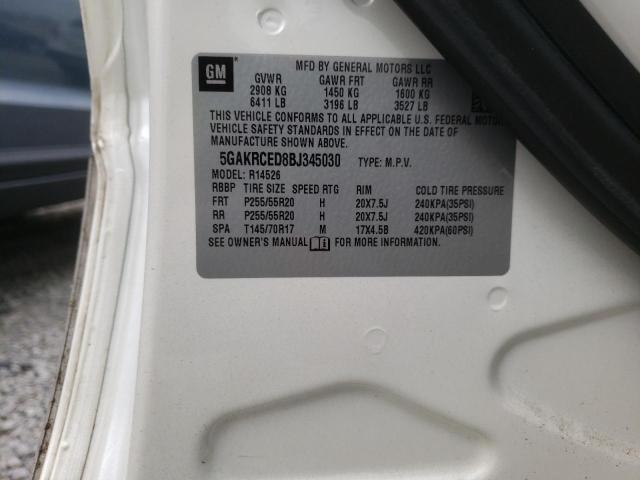 GM
MFD BY GENERAL MOTORS LLC
GVWR GAWR FRT GAWR RR
2908 KG 1450 KG 1600 KG
6411 LB 3196 LB 3527 LB
THIS VEHICLE CONFORMS TO ALL APPLICABLE U.S. FEDERAL MOTOR
VEHICLE SAFETY STANDARDS IN EFFECT ON THE DATE OF
MANUFACTURE SHOWN ABOVE.
5GAKRCED8BJ345030 TYPE: M.P.V.
MODEL: R14526
RBBP TIRE SIZE SPEED RTG RIM COLD TIRE PRESSURE
FRT P255/55R20 H 20X7.5J 240KPA(35PSI)
RR P255/55R20 H 20X7.5J 240KPA(35PSI)
SPA T145/70R17 M 17X4.5B 420KPA(60PSI)
SEE OWNER'S MANUAL FOR MORE INFORMATION.